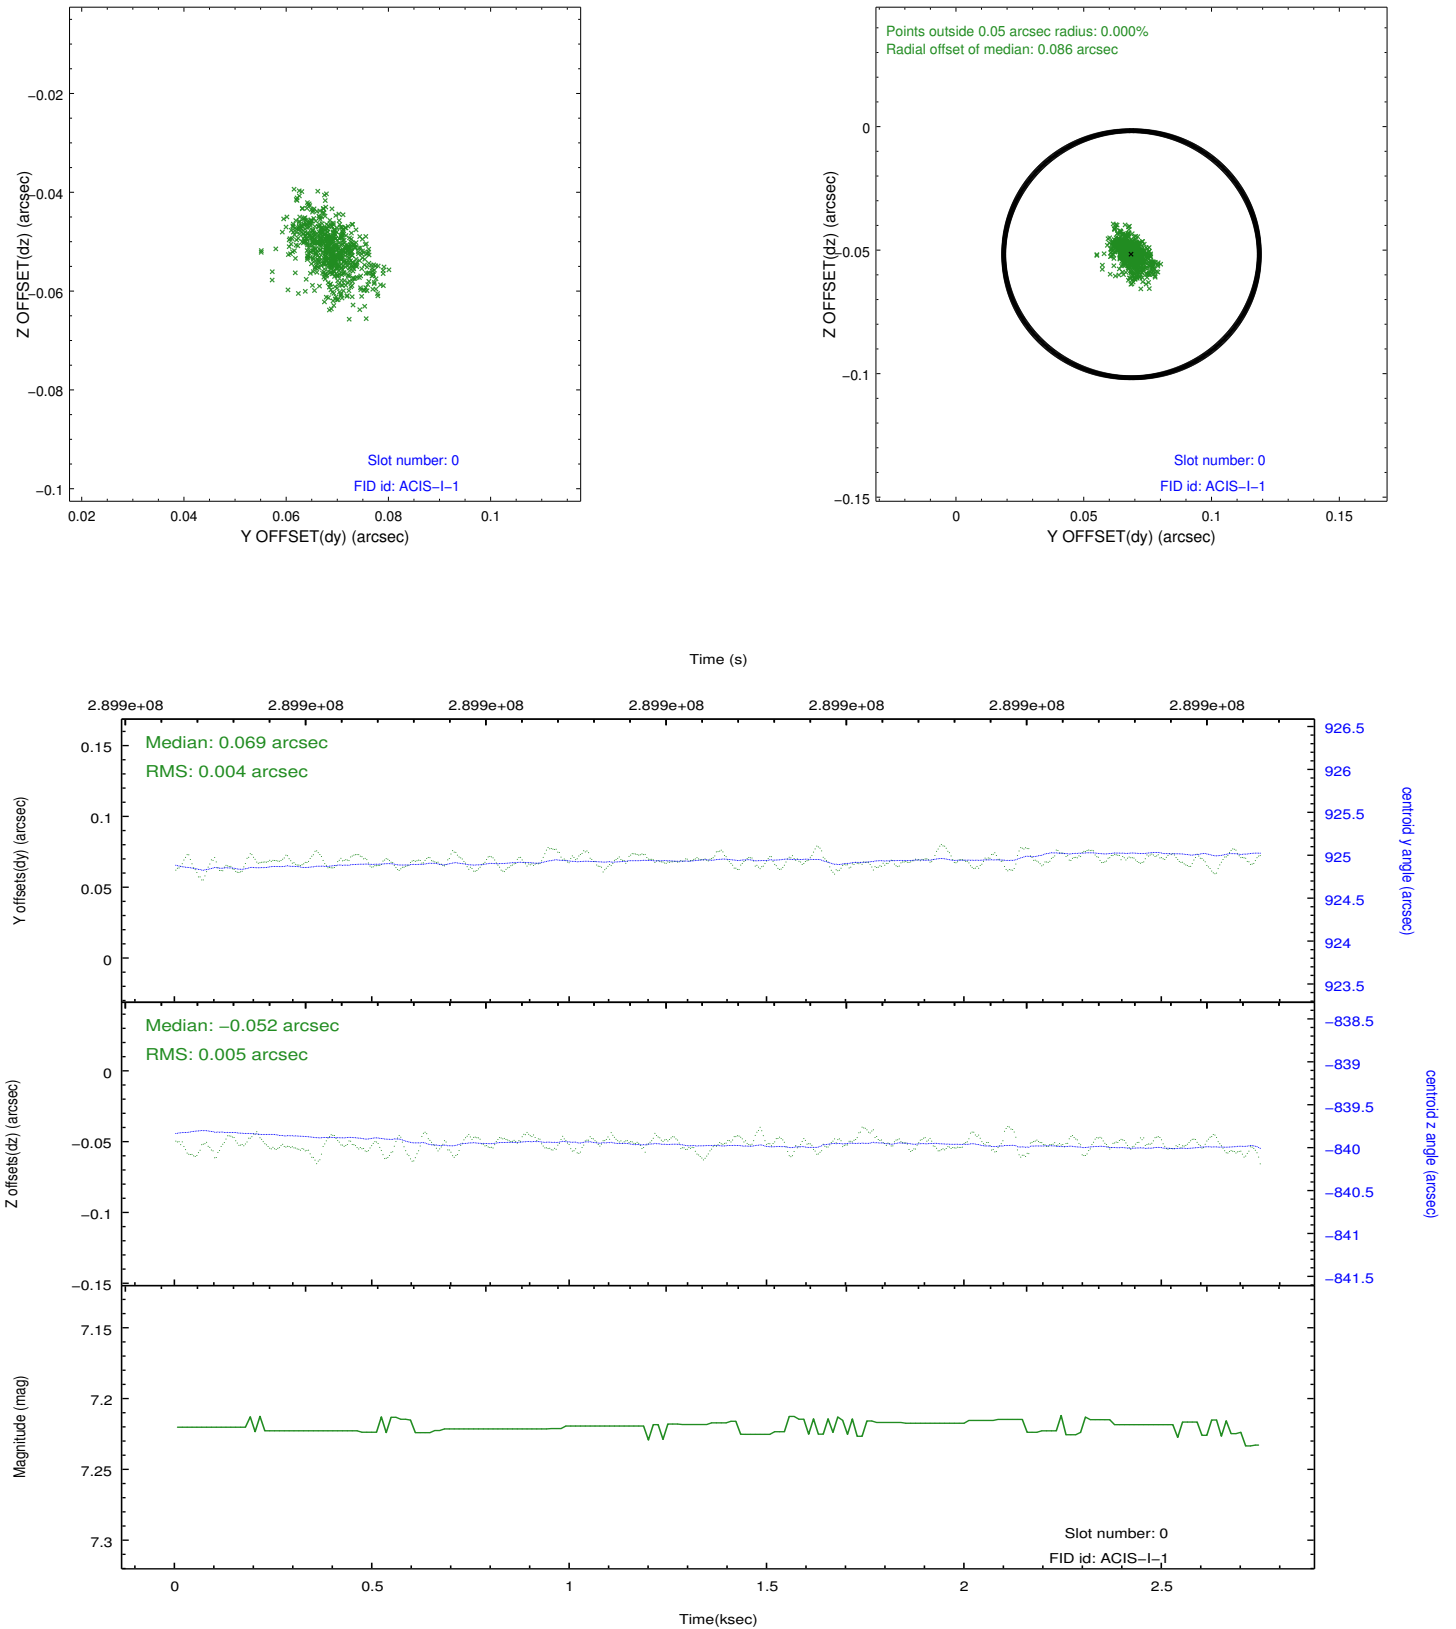 −0.02
−0.04
−0.06
−0.08
−0.1
Z OFFSET(dz) (arcsec)
Slot number: 0
FID id: ACIS−I−1
0.02 0.04 0.06 0.08 0.1
Y OFFSET(dy) (arcsec)
Points outside 0.05 arcsec radius: 0.000%
Radial offset of median: 0.086 arcsec
0
−0.05
−0.1
−0.15
Z OFFSET(dz) (arcsec)
Slot number: 0
FID id: ACIS−I−1
0 0.05 0.1 0.15
Y OFFSET(dy) (arcsec)
Time (s)
2.899e+08 2.899e+08 2.899e+08 2.899e+08 2.899e+08 2.899e+08 2.899e+08
Median: 0.069 arcsec
RMS: 0.004 arcsec
0.15
0.1
0.05
0
Y offsets(dy) (arcsec)
926.5
926
925.5
925
924.5
924
923.5
centroid y angle (arcsec)
Median: −0.052 arcsec
RMS: 0.005 arcsec
0
−0.05
−0.1
−0.15
Z offsets(dz) (arcsec)
−838.5
−839
−839.5
−840
−840.5
−841
−841.5
centroid z angle (arcsec)
7.15
7.2
7.25
7.3
Magnitude (mag)
Slot number: 0
FID id: ACIS−I−1
0 0.5 1 1.5 2 2.5
Time(ksec)